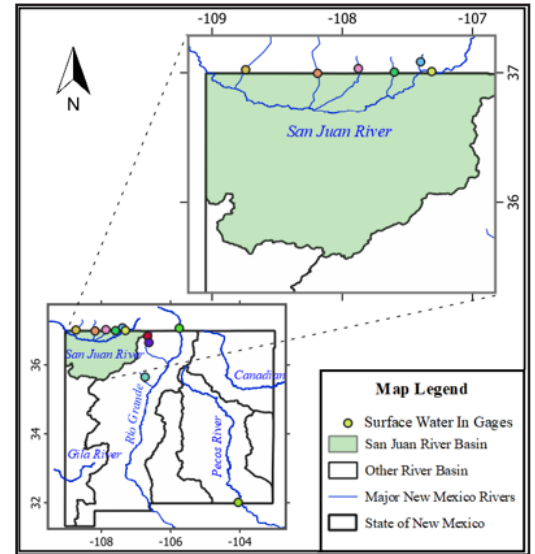 -109 -108 -107
37
San Juan River
36
N
San Juan River
Canadian
36
Rio Grande
Pecos River
34
Gila River
32
-108 -106 -104
Map Legend
Surface Water In Gages
San Juan River Basin
Other River Basin
Major New Mexico Rivers
State of New Mexico